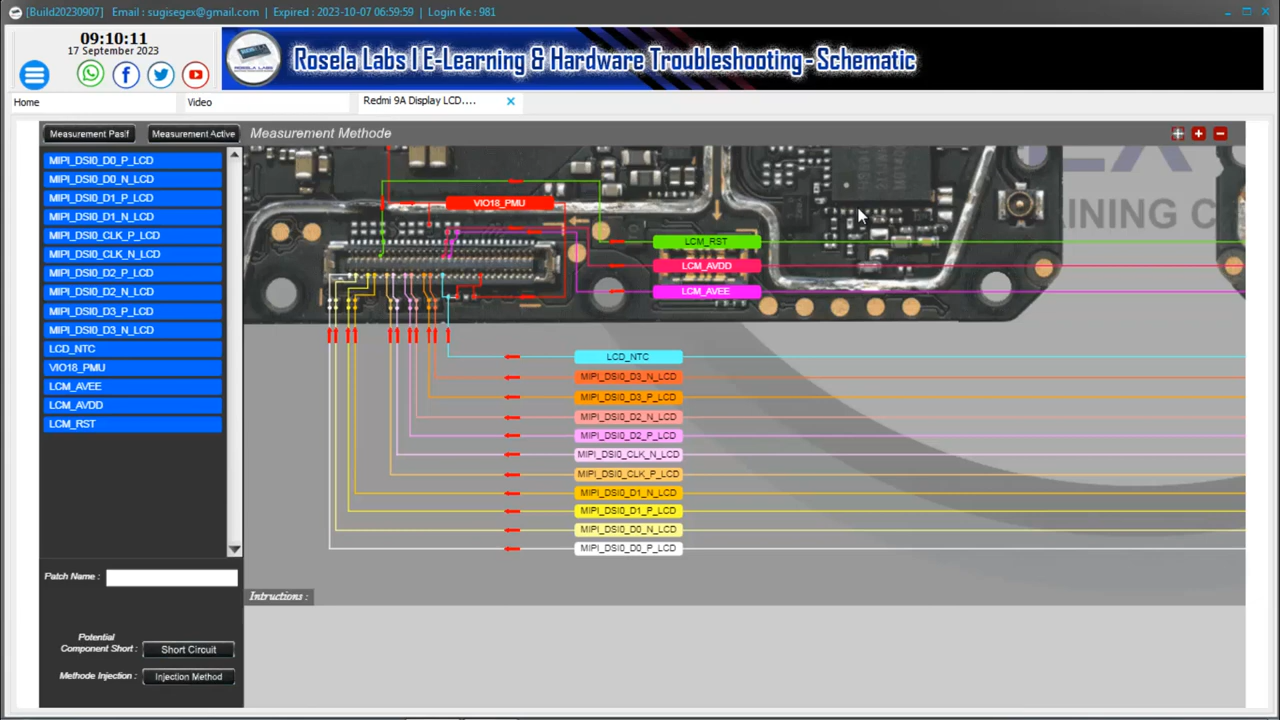 [Build20230907] Email : sugisegex@gmail.com | Expired : 2023-10-07 06:59:59 | Login Ke : 981
09:10:11
17 September 2023
ROSELA LABS
Rosela Labs | E-Learning & Hardware Troubleshooting - Schematic
Home
Video
Redmi 9A Display LCD....
Measurement Pasif
Measurement Active
Measurement Methode
MIPI_DSI0_D0_P_LCD
MIPI_DSI0_D0_N_LCD
MIPI_DSI0_D1_P_LCD
MIPI_DSI0_D1_N_LCD
MIPI_DSI0_CLK_P_LCD
MIPI_DSI0_CLK_N_LCD
MIPI_DSI0_D2_P_LCD
MIPI_DSI0_D2_N_LCD
MIPI_DSI0_D3_P_LCD
MIPI_DSI0_D3_N_LCD
LCD_NTC
VIO18_PMU
LCM_AVEE
LCM_AVDD
LCM_RST
Patch Name :
Potential
Component Short :
Short Circuit
Methode Injection :
Injection Method
VIO18_PMU
LCM_RST
LCM_AVDD
LCM_AVEE
LCD_NTC
MIPI_DSI0_D3_N_LCD
MIPI_DSI0_D3_P_LCD
MIPI_DSI0_D2_N_LCD
MIPI_DSI0_D2_P_LCD
MIPI_DSI0_CLK_N_LCD
MIPI_DSI0_CLK_P_LCD
MIPI_DSI0_D1_N_LCD
MIPI_DSI0_D1_P_LCD
MIPI_DSI0_D0_N_LCD
MIPI_DSI0_D0_P_LCD
Intructions :